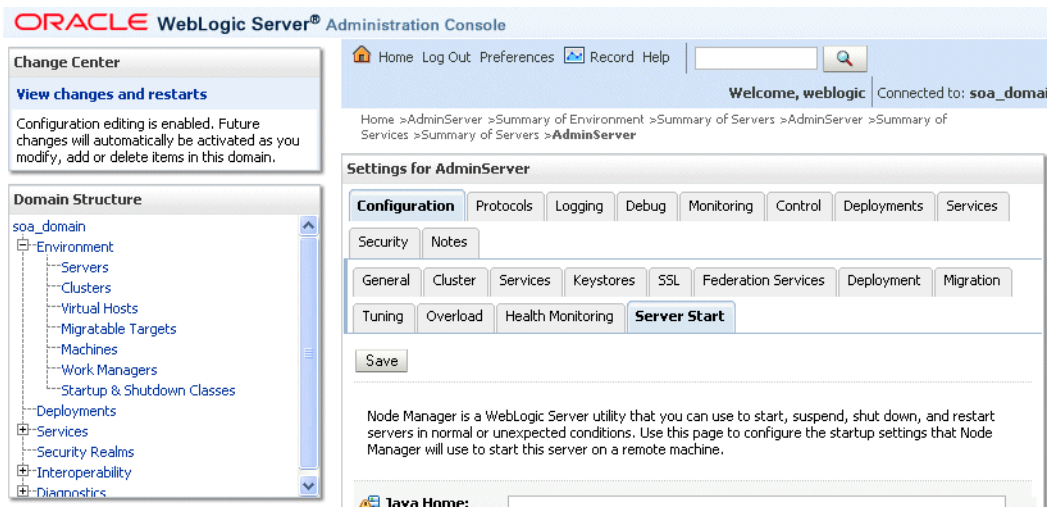 ORACLE WebLogic Server® Administration Console
Change Center
View changes and restarts
Configuration editing is enabled. Future
changes will automatically be activated as you
modify, add or delete items in this domain.
Domain Structure
soa_domain
Environment
Servers
Clusters
Virtual Hosts
Migratable Targets
Machines
Work Managers
Startup & Shutdown Classes
Deployments
Services
Security Realms
Interoperability
Diagnostics
Home Log Out Preferences Record Help
Welcome, weblogic Connected to: soa_domai
Home >AdminServer >Summary of Environment >Summary of Servers >AdminServer >Summary of
Services >Summary of Servers >AdminServer
Settings for AdminServer
Configuration Protocols Logging Debug Monitoring Control Deployments Services
Security Notes
General Cluster Services Keystores SSL Federation Services Deployment Migration
Tuning Overload Health Monitoring Server Start
Save
Node Manager is a WebLogic Server utility that you can use to start, suspend, shut down, and restart
servers in normal or unexpected conditions. Use this page to configure the startup settings that Node
Manager will use to start this server on a remote machine.
Java Home: